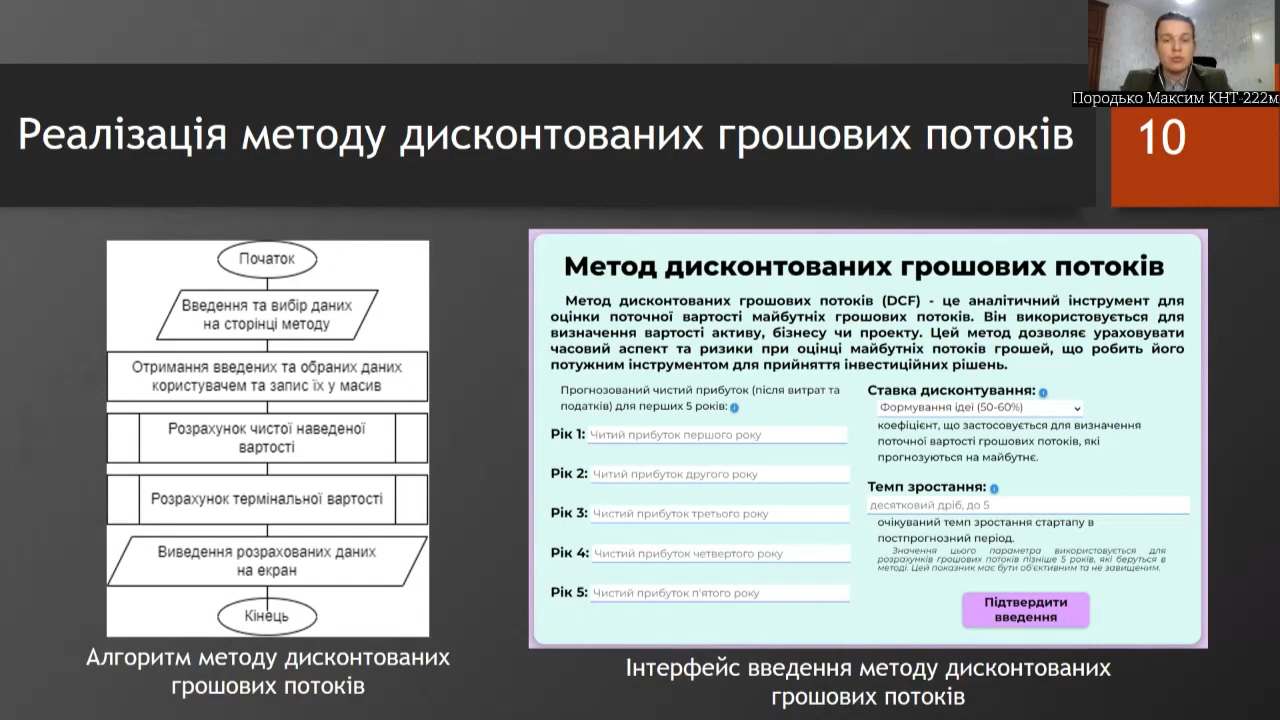 Породько Максим КНТ-222м
Реалізація методу дисконтованих грошових потоків
10
Початок
Введення та вибір даних
на сторінці методу
Отримання введених та обраних даних
користувачем та запис їх у масив
Розрахунок чистої наведеної
вартості
Розрахунок термінальної вартості
Виведення розрахованих даних
на екран
Кінець
Алгоритм методу дисконтованих
грошових потоків
Метод дисконтованих грошових потоків
Метод дисконтованих грошових потоків (DCF) - це аналітичний інструмент для
оцінки поточної вартості майбутніх грошових потоків. Він використовується для
визначення вартості активу, бізнесу чи проекту. Цей метод дозволяє ураховувати
часовий аспект та ризики при оцінці майбутніх потоків грошей, що робить його
потужним інструментом для прийняття інвестиційних рішень.
Прогнозований чистий прибуток (після витрат та
податків) для перших 5 років:
Рік 1: Читий прибуток першого року
Рік 2: Читий прибуток другого року
Рік 3: Чистий прибуток третього року
Рік 4: Чистий прибуток четвертого року
Рік 5: Чистий прибуток п'ятого року
Ставка дисконтування:
Формування ідеї (50-60%)
коефіцієнт, що застосовується для визначення
поточної вартості грошових потоків, які
прогнозуються на майбутнє.
Темп зростання:
десятковий дріб, до 5
очікуваний темп зростання стартапу в
постпрогнозний період.
Значення цього параметра використовується для
розрахунків грошових потоків пізніше 5 років, які беруться в
методі. Цей показник має бути об'єктивним та не завищеним.
Підтвердити
введення
Інтерфейс введення методу дисконтованих
грошових потоків